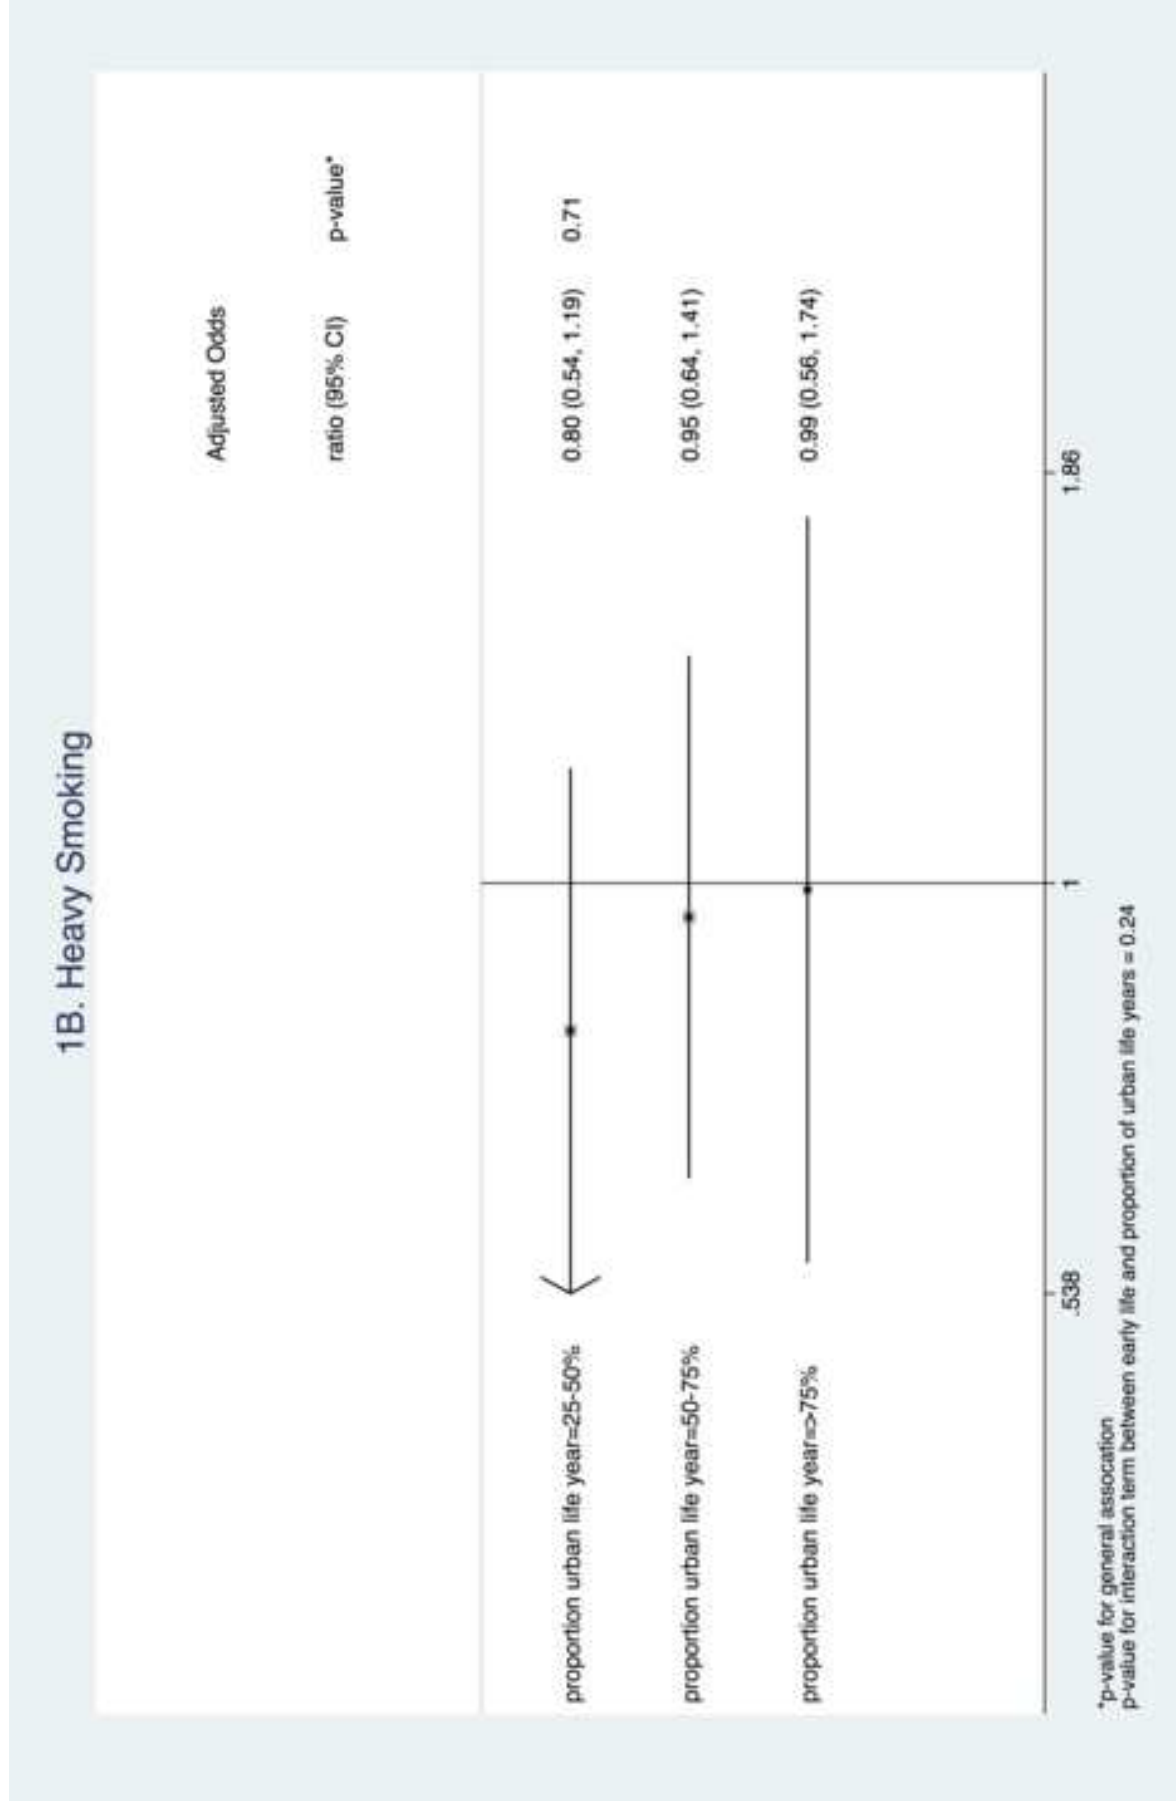 1B. Heavy Smoking
Adjusted Odds
ratio (95% CI) p-value*
proportion urban life year=25-50% 0.80 (0.54, 1.19) 0.71
proportion urban life year=50-75% 0.95 (0.64, 1.41)
proportion urban life year=>75% 0.99 (0.56, 1.74)
.538 1 1.86
*p-value for general assocation
p-value for interaction term between early life and proportion of urban life years = 0.24